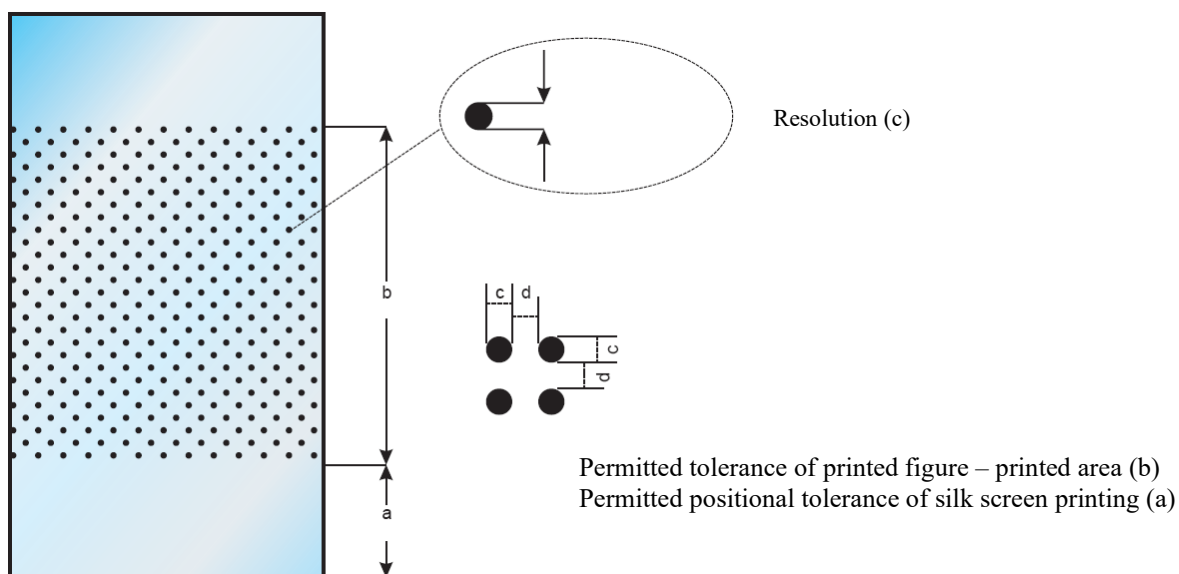 Resolution (c)
b
c d
c
d
Permitted tolerance of printed figure – printed area (b)
Permitted positional tolerance of silk screen printing (a)
a